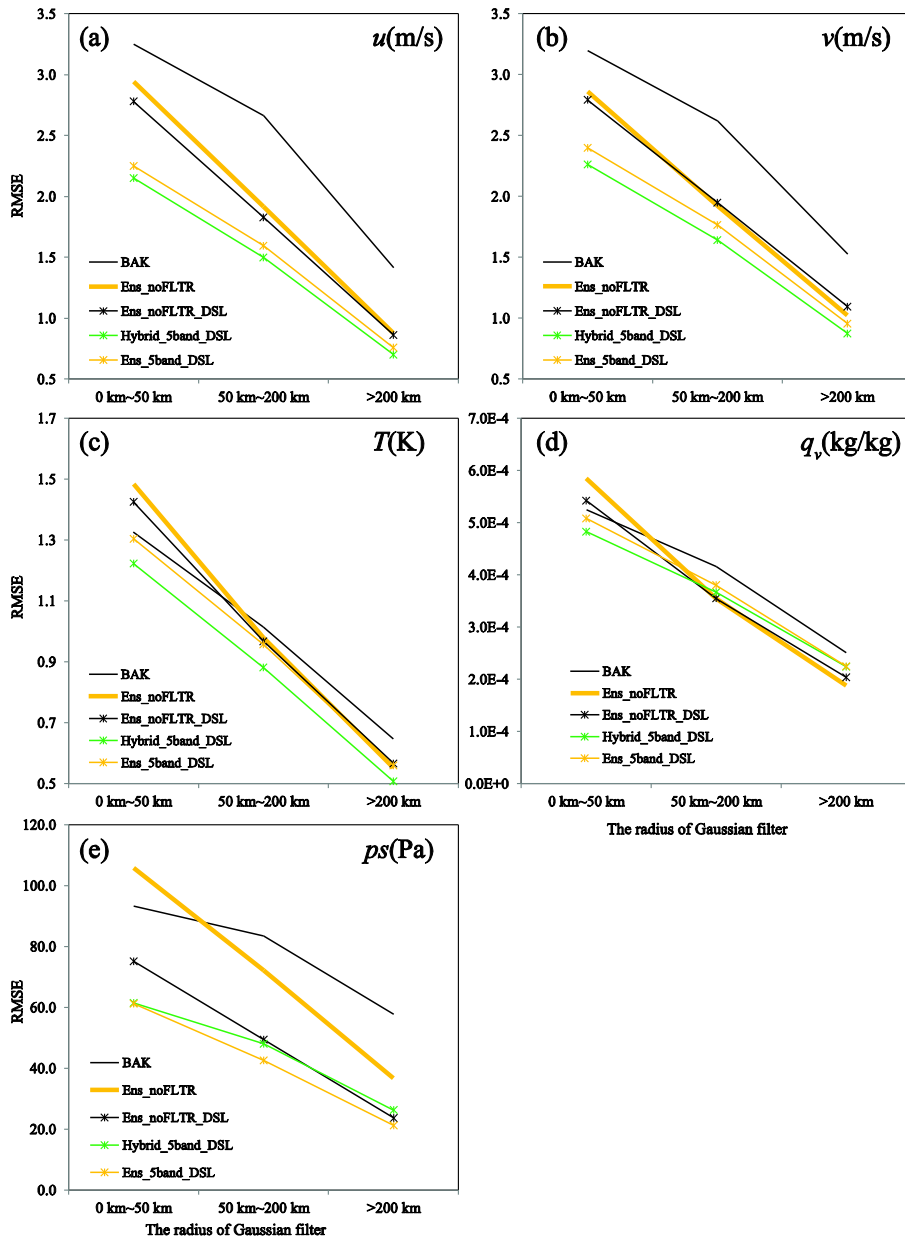 (a) u(m/s)
3.5
3.0
2.5
2.0
1.5
1.0
0.5
RMSE
BAK
Ens_noFLTR
Ens_noFLTR_DSL
Hybrid_5band_DSL
Ens_5band_DSL
0 km~50 km 50 km~200 km >200 km
(b) v(m/s)
3.5
3.0
2.5
2.0
1.5
1.0
0.5
BAK
Ens_noFLTR
Ens_noFLTR_DSL
Hybrid_5band_DSL
Ens_5band_DSL
0 km~50 km 50 km~200 km >200 km
(c) T(K)
1.7
1.5
1.3
1.1
0.9
0.7
0.5
RMSE
BAK
Ens_noFLTR
Ens_noFLTR_DSL
Hybrid_5band_DSL
Ens_5band_DSL
0 km~50 km 50 km~200 km >200 km
(d) qv(kg/kg)
7.0E-4
6.0E-4
5.0E-4
4.0E-4
3.0E-4
2.0E-4
1.0E-4
0.0E+0
BAK
Ens_noFLTR
Ens_noFLTR_DSL
Hybrid_5band_DSL
Ens_5band_DSL
0 km~50 km 50 km~200 km >200 km
The radius of Gaussian filter
(e) ps(Pa)
120.0
100.0
80.0
60.0
40.0
20.0
0.0
RMSE
BAK
Ens_noFLTR
Ens_noFLTR_DSL
Hybrid_5band_DSL
Ens_5band_DSL
0 km~50 km 50 km~200 km >200 km
The radius of Gaussian filter